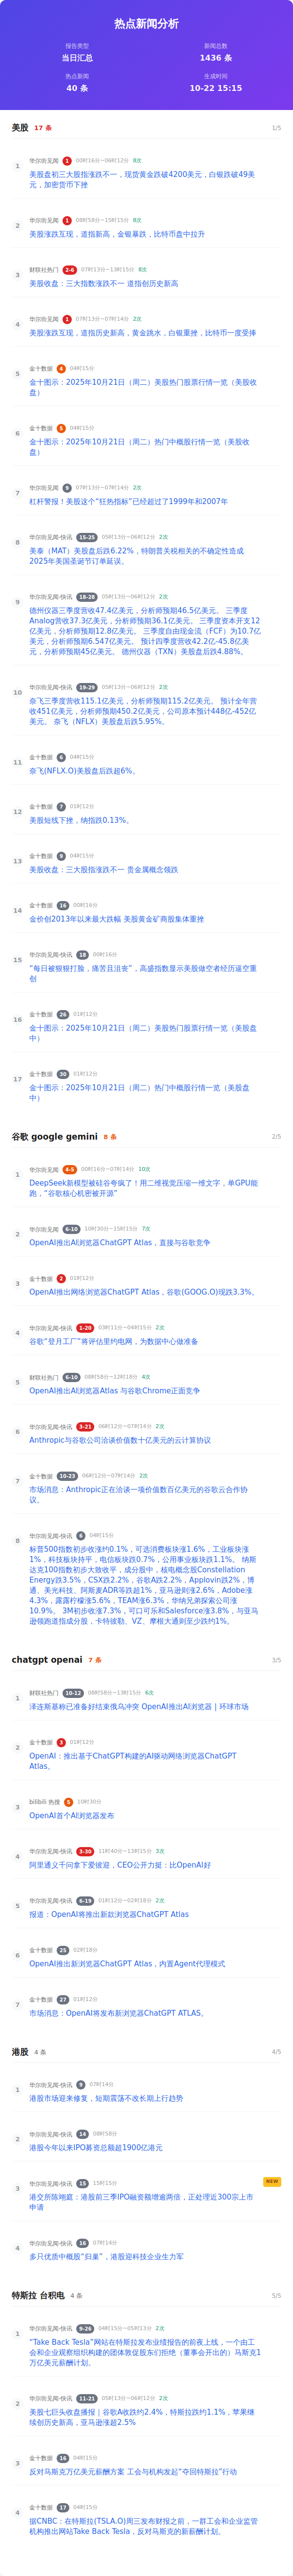 热点新闻分析
报告类型
当日汇总
新闻总数
1436 条
热点新闻
40 条
生成时间
10-22 15:15
美股 17 条 1/5
1
华尔街见闻 1 00时16分~06时12分 8次
美股盘初三大股指涨跌不一，现货黄金跌破4200美元，白银跌破49美
元，加密货币下挫
2
华尔街见闻 1 08时58分~15时15分 8次
美股涨跌互现，道指新高，金银暴跌，比特币盘中拉升
3
财联社热门 2-6 07时13分~13时15分 8次
美股收盘：三大指数涨跌不一 道指创历史新高
4
华尔街见闻 1 07时13分~07时14分 2次
美股涨跌互现，道指历史新高，黄金跳水，白银重挫，比特币一度受捧
5
金十数据 4 04时15分
金十图示：2025年10月21日（周二）美股热门股票行情一览（美股收
盘）
6
金十数据 5 04时15分
金十图示：2025年10月21日（周二）热门中概股行情一览（美股收
盘）
7
华尔街见闻 9 07时13分~07时14分 2次
杠杆警报！美股这个“狂热指标”已经超过了1999年和2007年
8
华尔街见闻-快讯 15-25 05时13分~06时12分 2次
美泰（MAT）美股盘后跌6.22%，特朗普关税相关的不确定性造成
2025年美国圣诞节订单延误。
9
华尔街见闻-快讯 18-28 05时13分~06时12分 2次
德州仪器三季度营收47.4亿美元，分析师预期46.5亿美元。 三季度
Analog营收37.3亿美元，分析师预期36.1亿美元。 三季度资本开支12
亿美元，分析师预期12.8亿美元。 三季度自由现金流（FCF）为10.7亿
美元，分析师预期6.547亿美元。 预计四季度营收42.2亿-45.8亿美
元，分析师预期45亿美元。 德州仪器（TXN）美股盘后跌4.88%。
10
华尔街见闻-快讯 19-29 05时13分~06时12分 2次
奈飞三季度营收115.1亿美元，分析师预期115.2亿美元。 预计全年营
收451亿美元，分析师预期450.2亿美元，公司原本预计448亿-452亿
美元。 奈飞（NFLX）美股盘后跌5.95%。
11
金十数据 6 04时15分
奈飞(NFLX.O)美股盘后跌超6%。
12
金十数据 7 01时12分
美股短线下挫，纳指跌0.13%。
13
金十数据 9 04时15分
美股收盘：三大股指涨跌不一 贵金属概念领跌
14
金十数据 16 00时16分
金价创2013年以来最大跌幅 美股黄金矿商股集体重挫
15
华尔街见闻-快讯 18 00时16分
“每日被狠狠打脸，痛苦且沮丧”，高盛指数显示美股做空者经历逼空重
创
16
金十数据 26 01时12分
金十图示：2025年10月21日（周二）美股热门股票行情一览（美股盘
中）
17
金十数据 30 01时12分
金十图示：2025年10月21日（周二）热门中概股行情一览（美股盘
中）
谷歌 google gemini 8 条 2/5
1
华尔街见闻 4-5 00时16分~07时14分 10次
DeepSeek新模型被硅谷夸疯了！用二维视觉压缩一维文字，单GPU能
跑，“谷歌核心机密被开源”
2
华尔街见闻 6-10 10时30分~15时15分 7次
OpenAI推出AI浏览器ChatGPT Atlas，直接与谷歌竞争
3
金十数据 2 01时12分
OpenAI推出网络浏览器ChatGPT Atlas，谷歌(GOOG.O)现跌3.3%。
4
华尔街见闻-快讯 1-20 03时11分~04时15分 2次
谷歌“登月工厂”将评估里约电网，为数据中心做准备
5
财联社热门 6-10 08时58分~12时18分 4次
OpenAI推出AI浏览器Atlas 与谷歌Chrome正面竞争
6
华尔街见闻-快讯 3-21 06时12分~07时14分 2次
Anthropic与谷歌公司洽谈价值数十亿美元的云计算协议
7
金十数据 10-23 06时12分~07时14分 2次
市场消息：Anthropic正在洽谈一项价值数百亿美元的谷歌云合作协
议。
8
华尔街见闻-快讯 6 04时15分
标普500指数初步收涨约0.1%，可选消费板块涨1.6%，工业板块涨
1%，科技板块持平，电信板块跌0.7%，公用事业板块跌1.1%。 纳斯
达克100指数初步大致收平，成分股中，核电概念股Constellation
Energy跌3.5%，CSX跌2.2%，谷歌A跌2.2%，Applovin跌2%，博
通、美光科技、阿斯麦ADR等跌超1%，亚马逊则涨2.6%，Adobe涨
4.3%，露露柠檬涨5.6%，TEAM涨6.3%，华纳兄弟探索公司涨
10.9%。 3M初步收涨7.3%，可口可乐和Salesforce涨3.8%，与亚马
逊领跑道指成分股，卡特彼勒、VZ、摩根大通则至少跌约1%。
chatgpt openai 7 条 3/5
1
财联社热门 10-12 08时58分~13时15分 6次
泽连斯基称已准备好结束俄乌冲突 OpenAI推出AI浏览器 | 环球市场
2
金十数据 3 01时12分
OpenAI：推出基于ChatGPT构建的AI驱动网络浏览器ChatGPT
Atlas。
3
bilibili 热搜 5 10时30分
OpenAI首个AI浏览器发布
4
华尔街见闻-快讯 3-30 11时40分~13时15分 3次
阿里通义千问拿下爱彼迎，CEO公开力挺：比OpenAI好
5
华尔街见闻-快讯 6-19 01时12分~02时18分 2次
报道：OpenAI将推出新款浏览器ChatGPT Atlas
6
金十数据 25 02时18分
OpenAI推出新浏览器ChatGPT Atlas，内置Agent代理模式
7
金十数据 27 01时12分
市场消息：OpenAI将发布新浏览器ChatGPT ATLAS。
港股 4 条 4/5
1
华尔街见闻-快讯 9 07时14分
港股市场迎来修复，短期震荡不改长期上行趋势
2
华尔街见闻-快讯 14 08时58分
港股今年以来IPO募资总额超1900亿港元
NEW
3
华尔街见闻-快讯 15 15时15分
港交所陈翊庭：港股前三季IPO融资额增逾两倍，正处理近300宗上市
申请
4
华尔街见闻-快讯 16 07时14分
多只优质中概股“归巢”，港股迎科技企业生力军
特斯拉 台积电 4 条 5/5
1
华尔街见闻-快讯 9-26 04时15分~05时13分 2次
“Take Back Tesla”网站在特斯拉发布业绩报告的前夜上线，一个由工
会和企业观察组织构建的团体敦促股东们拒绝（董事会开出的）马斯克1
万亿美元薪酬计划。
2
华尔街见闻-快讯 11-21 05时13分~06时12分 2次
美股七巨头收盘播报｜谷歌A收跌约2.4%，特斯拉跌约1.1%，苹果继
续创历史新高，亚马逊涨超2.5%
3
金十数据 16 04时15分
反对马斯克万亿美元薪酬方案 工会与机构发起“夺回特斯拉”行动
4
金十数据 17 04时15分
据CNBC：在特斯拉(TSLA.O)周三发布财报之前，一群工会和企业监管
机构推出网站Take Back Tesla，反对马斯克的新薪酬计划。